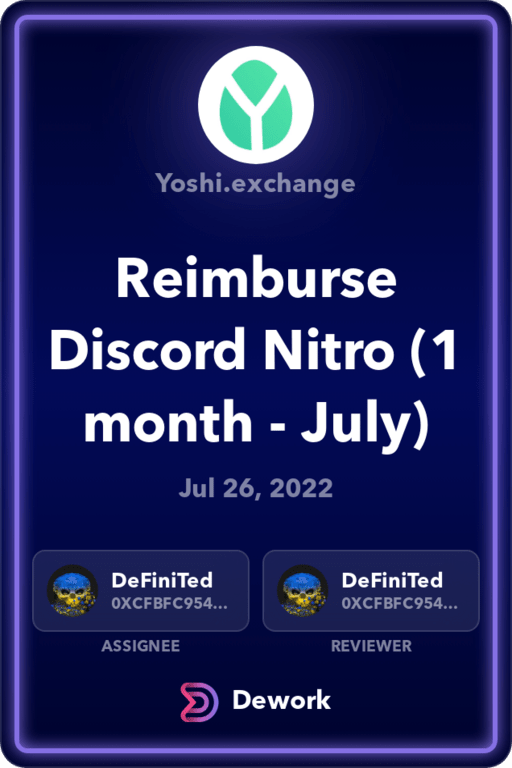 Yoshi.exchange
Reimburse
Discord Nitro (1
month - July)
Jul 26, 2022
DeFiniTed
0XCFBFC954...
ASSIGNEE
DeFiniTed
0XCFBFC954...
REVIEWER
Dework